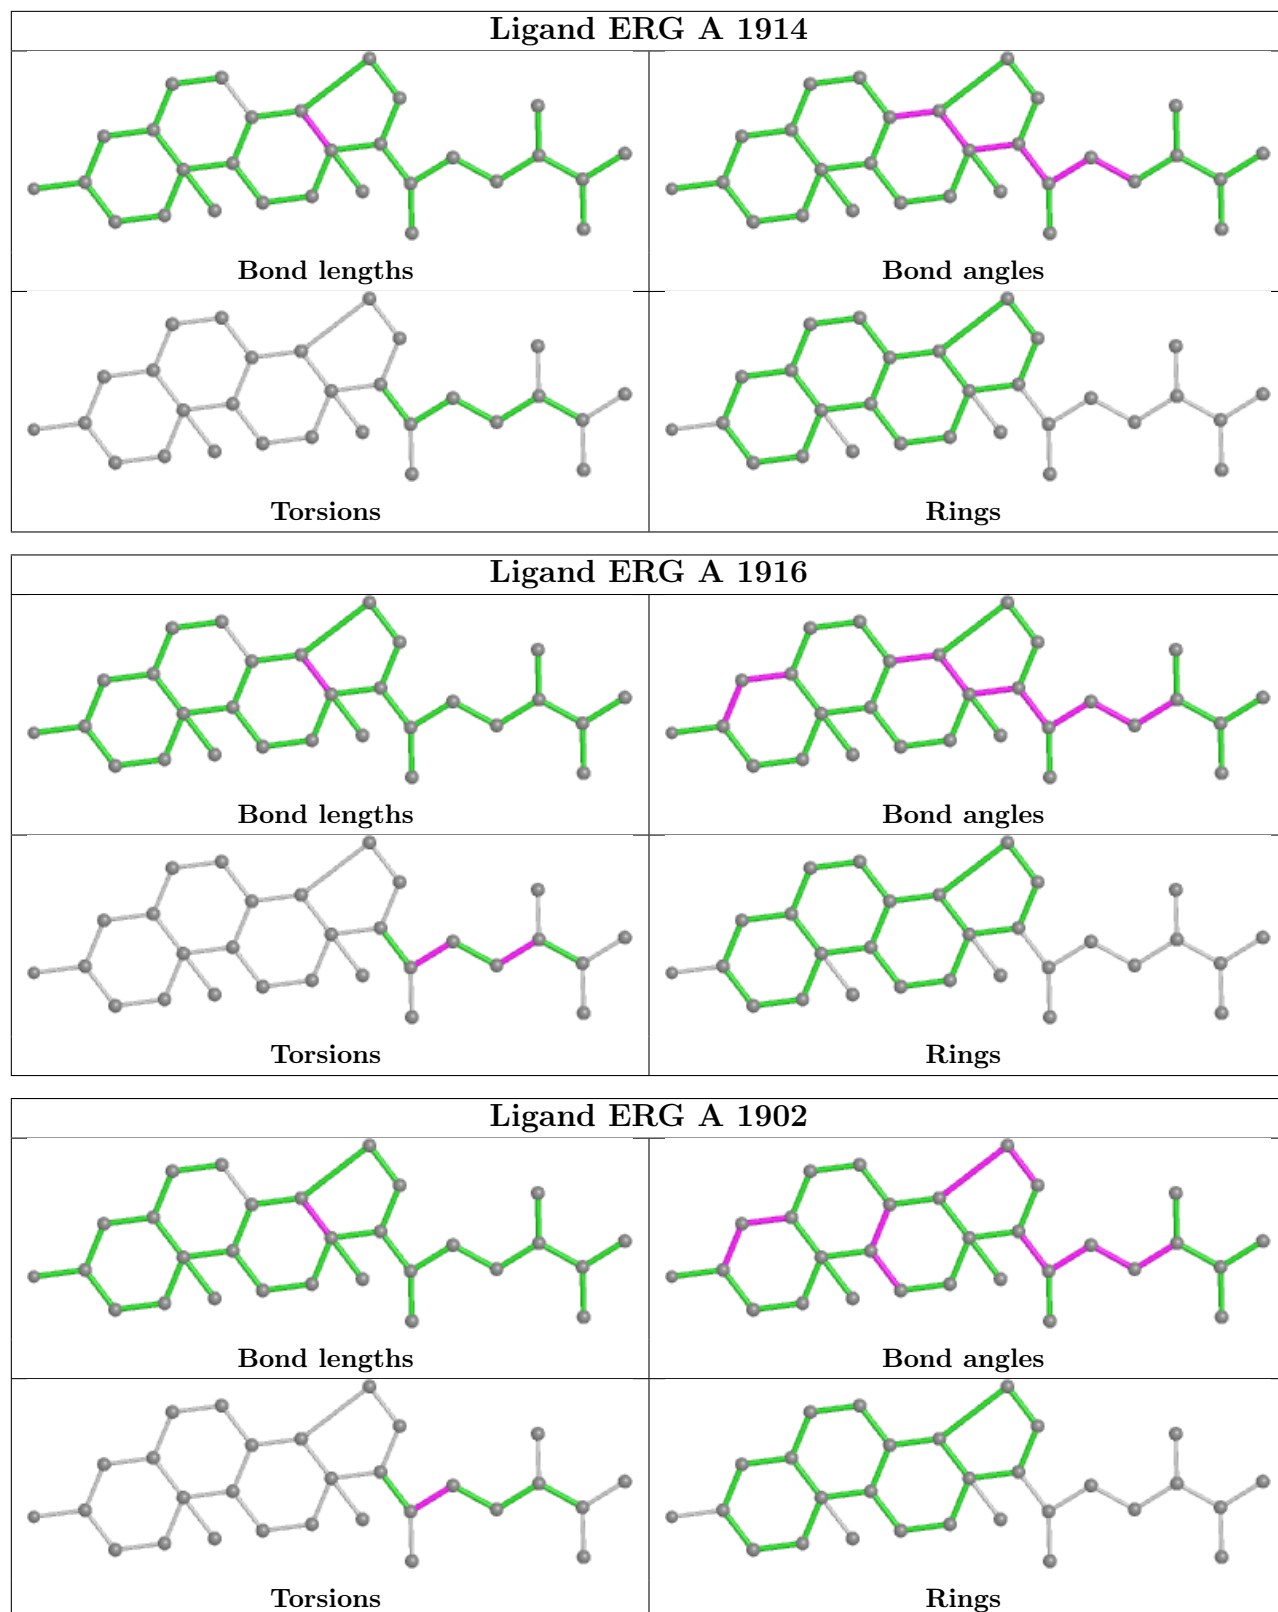 Ligand ERG A 1914
Bond lengths
Bond angles
Torsions
Rings
Ligand ERG A 1916
Bond lengths
Bond angles
Torsions
Rings
Ligand ERG A 1902
Bond lengths
Bond angles
Torsions
Rings